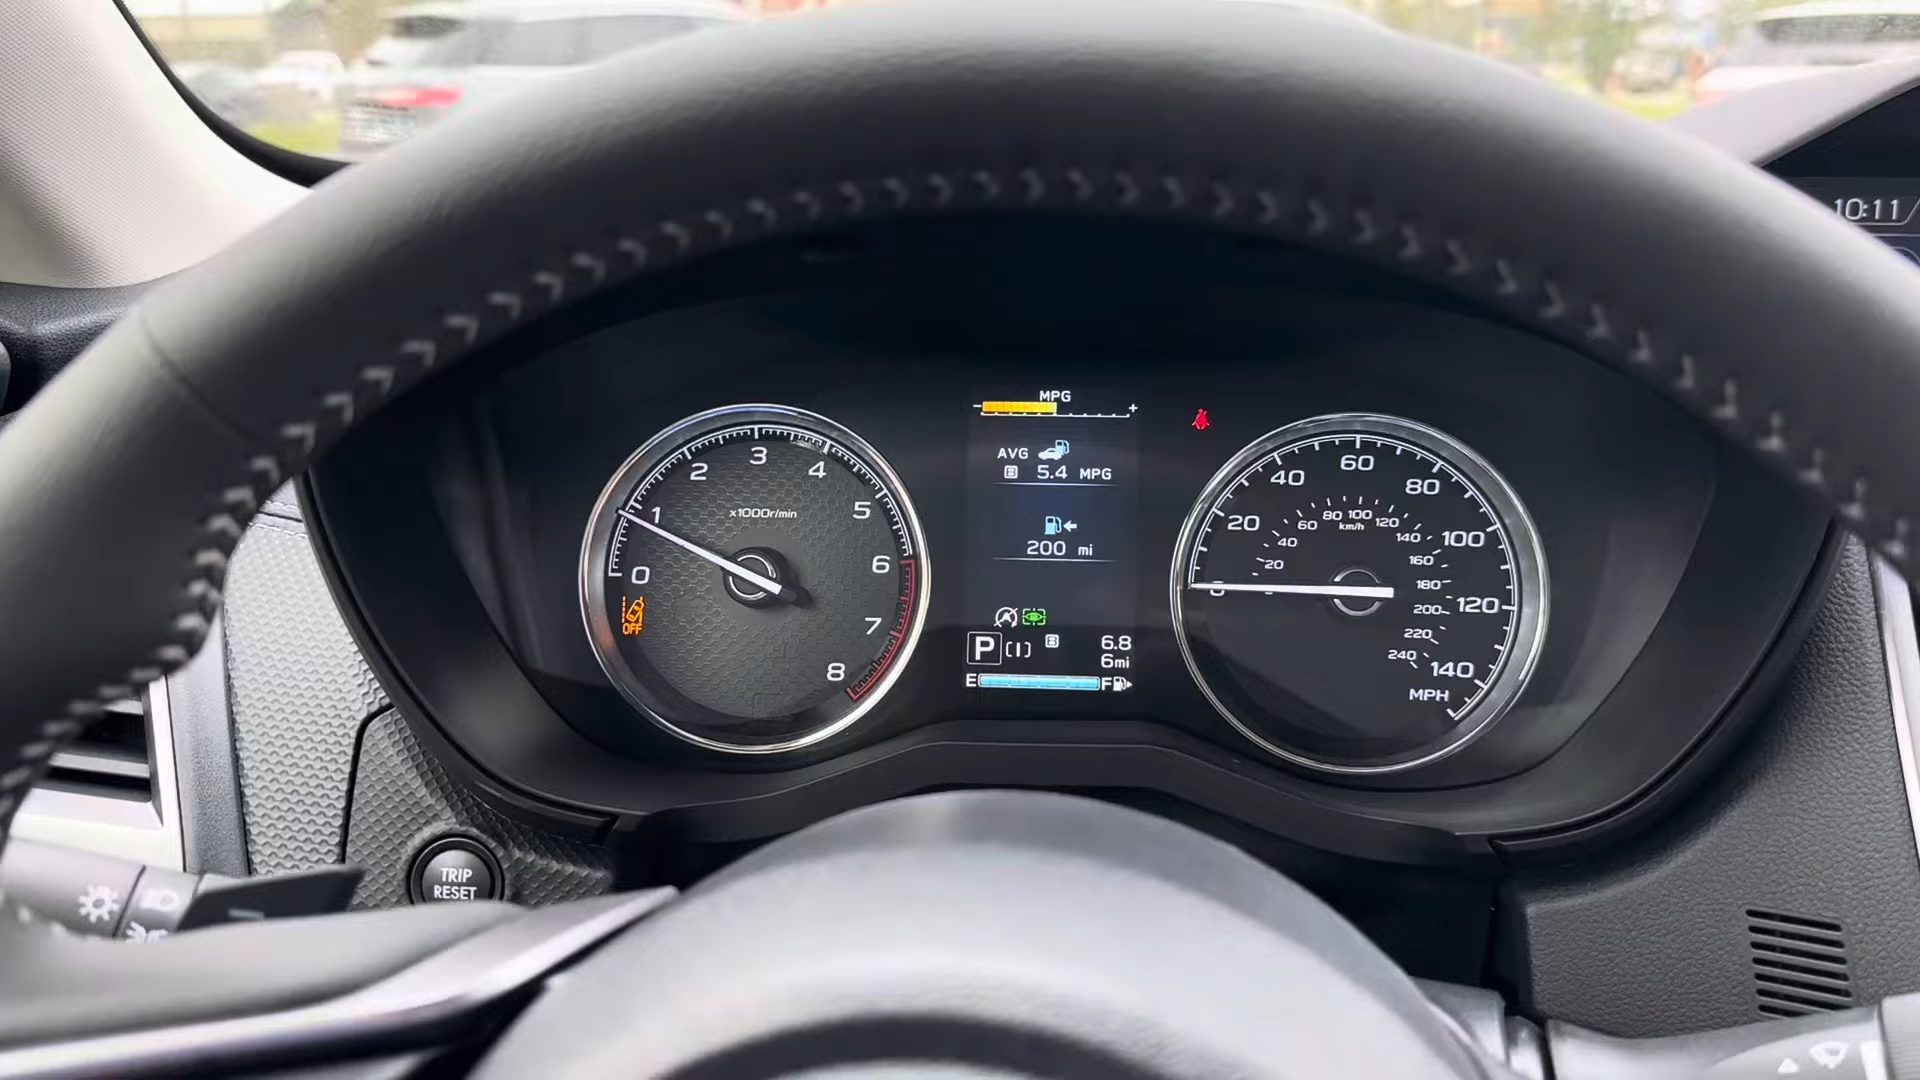 10:11
MPG
- +
AVG
B 5.4 MPG
200 mi
x1000r/min
0
1
2
3
4
5
6
7
8
OFF
P [I] B 6.8
6mi
E F
0
20
40
60
80
100
120
140
MPH
20
40
60
80
100
120
140
160
180
200
220
240
km/h
TRIP
RESET